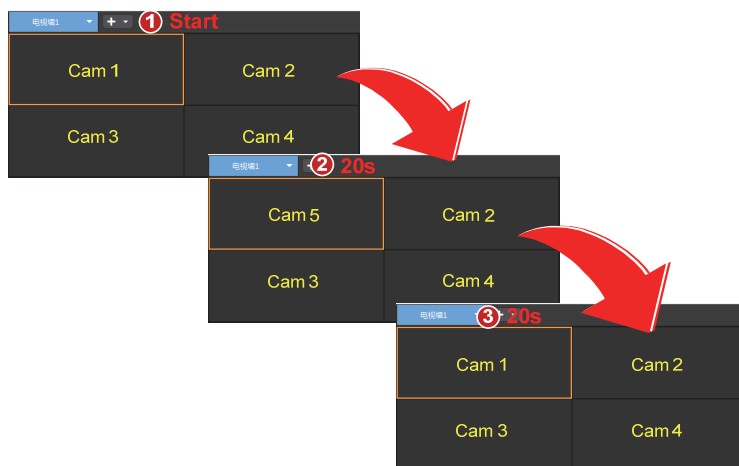 电视墙1 + 1 Start
Cam 1 Cam 2
Cam 3 Cam 4
电视墙1 2 20s
Cam 5 Cam 2
Cam 3 Cam 4
电视墙1 3 20s
Cam 1 Cam 2
Cam 3 Cam 4